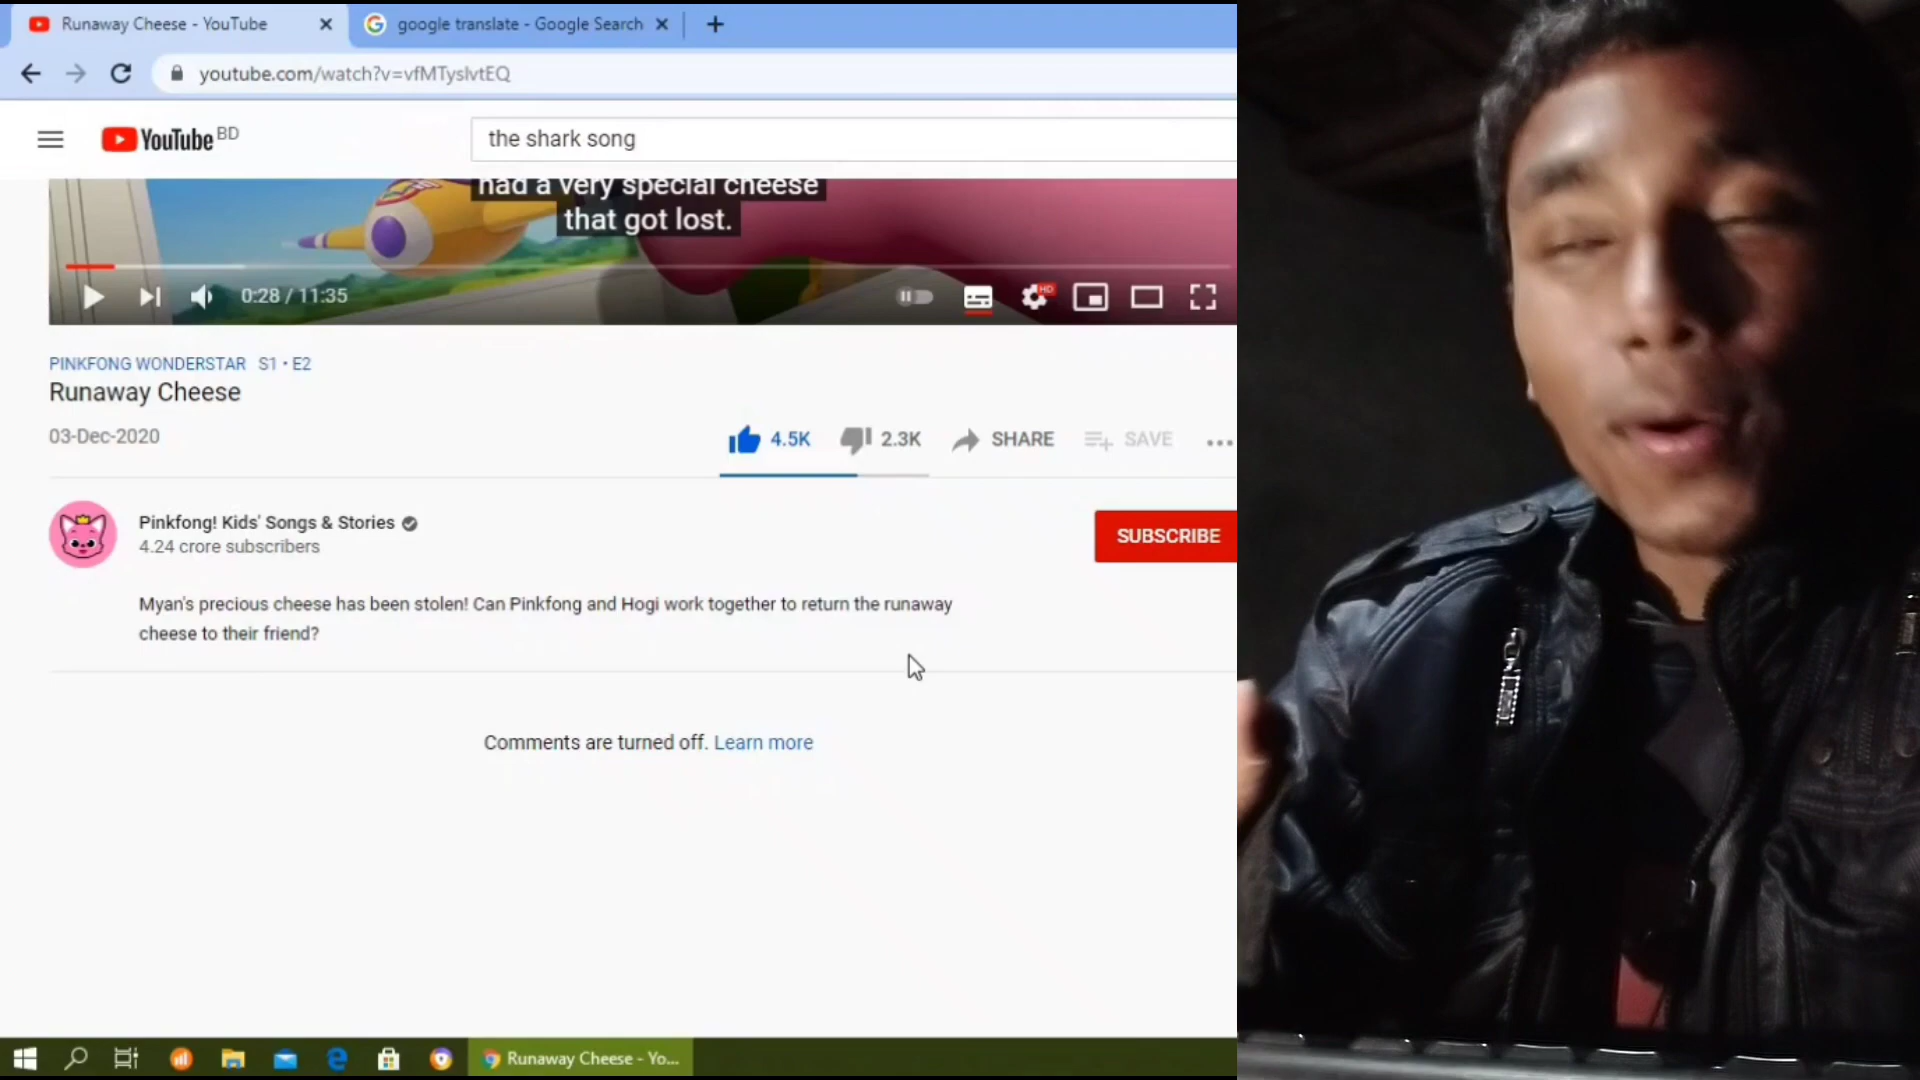 Runaway Cheese - YouTube
google translate - Google Search
youtube.com/watch?v=vfMTyslvtEQ
YouTube BD
the shark song
had a very special cheese
that got lost.
0:28 / 11:35
HD
PINKFONG WONDERSTAR S1 • E2
Runaway Cheese
03-Dec-2020
4.5K
2.3K
SHARE
SAVE
Pinkfong! Kids' Songs & Stories
4.24 crore subscribers
SUBSCRIBE
Myan's precious cheese has been stolen! Can Pinkfong and Hogi work together to return the runaway
cheese to their friend?
Comments are turned off. Learn more
Runaway Cheese - Yo...